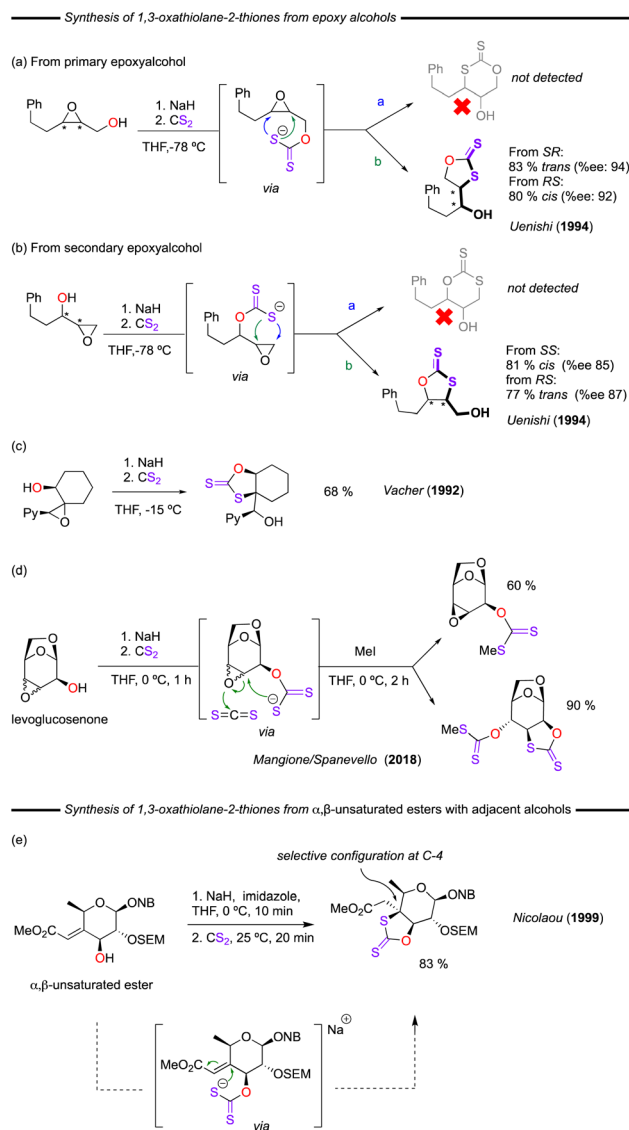 Synthesis of 1,3-oxathiolane-2-thiones from epoxy alcohols
(a) From primary epoxyalcohol
Ph
O
OH
*
*
1. NaH
2. CS2
THF,-78 ºC
Ph
O
S
⊖
O
S
via
a
b
S
S
O
Ph
OH
not detected
S
O
S
Ph
*
*
OH
From SR:
83 % trans (%ee: 94)
From RS:
80 % cis (%ee: 92)
Uenishi (1994)
(b) From secondary epoxyalcohol
Ph
OH
*
*
O
1. NaH
2. CS2
THF,-78 ºC
S
O
S
⊖
Ph
O
via
a
b
S
O
S
Ph
OH
not detected
S
O
S
Ph
*
*
OH
From SS:
81 % cis (%ee 85)
from RS:
77 % trans (%ee 87)
Uenishi (1994)
(c)
HO
Py
O
1. NaH
2. CS2
THF, -15 ºC
O
S
S
Py
OH
68 %
Vacher (1992)
(d)
O
O
O
OH
levoglucosenone
1. NaH
2. CS2
THF, 0 ºC, 1 h
O
O
O
O
S
⊖
S
S=C=S
via
MeI
THF, 0 ºC, 2 h
O
O
O
O
S
MeS
60 %
MeS
O
S
O
O
O
S
S
90 %
Mangione/Spanevello (2018)
Synthesis of 1,3-oxathiolane-2-thiones from α,β-unsaturated esters with adjacent alcohols
(e)
selective configuration at C-4
O
ONB
MeO2C
OSEM
OH
α,β-unsaturated ester
1. NaH, imidazole,
THF, 0 ºC, 10 min
2. CS2, 25 ºC, 20 min
O
ONB
MeO2C
OSEM
S
O
S
83 %
Nicolaou (1999)
O
ONB
MeO2C
OSEM
⊖
S
O
S
via
Na⊕